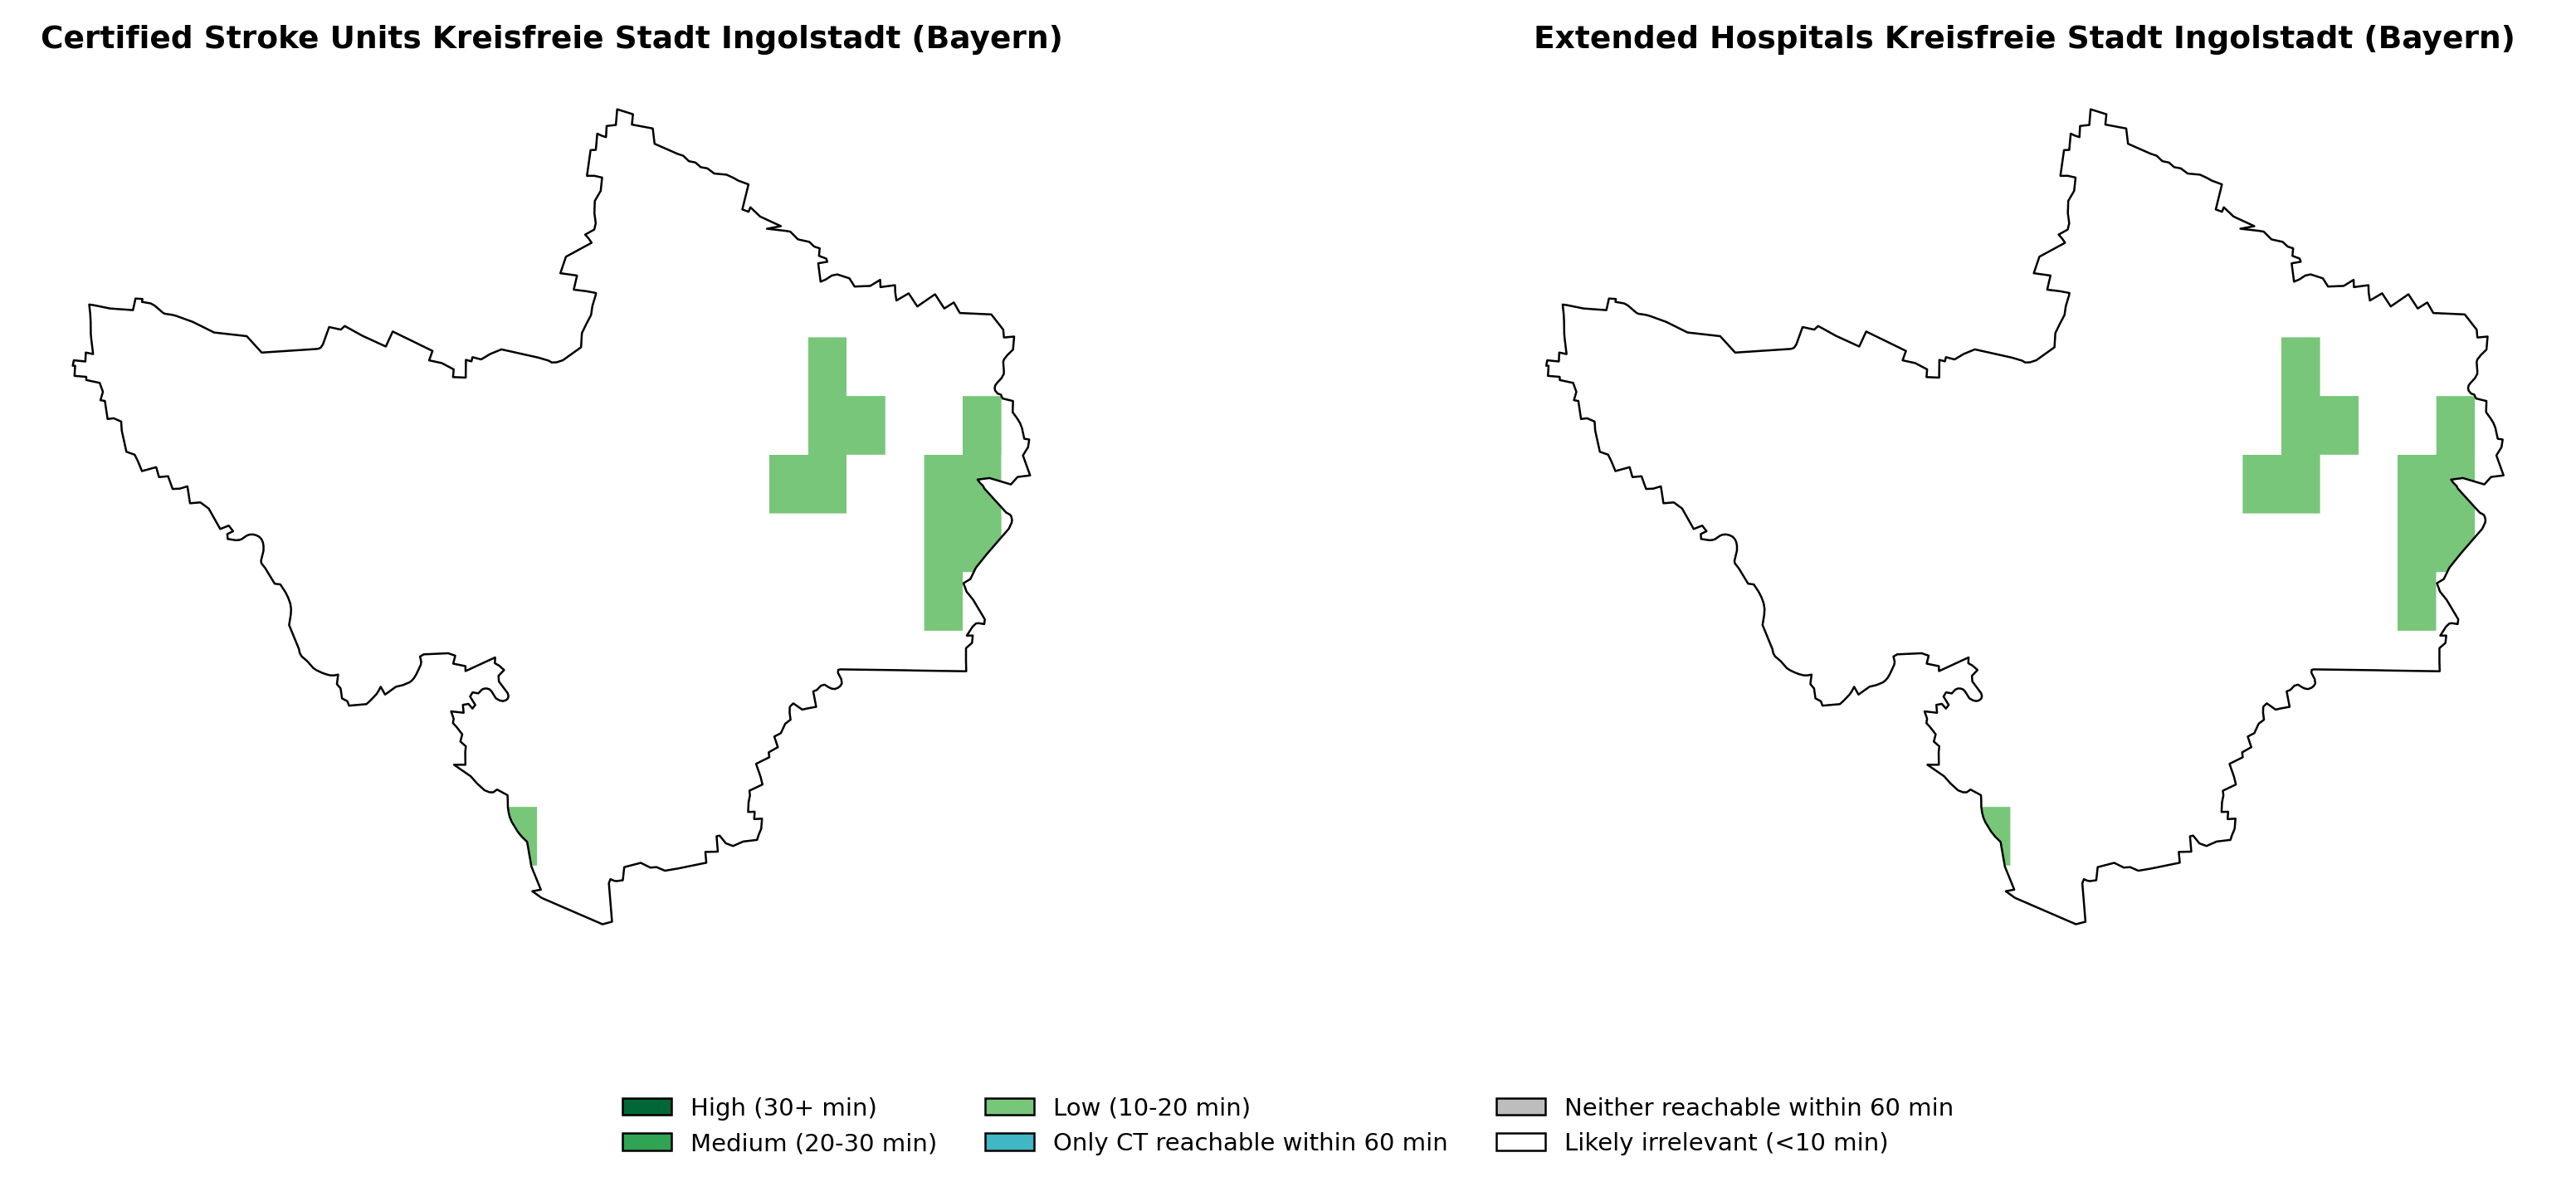 Certified Stroke Units Kreisfreie Stadt Ingolstadt (Bayern)
Extended Hospitals Kreisfreie Stadt Ingolstadt (Bayern)
High (30+ min)
Medium (20-30 min)
Low (10-20 min)
Only CT reachable within 60 min
Neither reachable within 60 min
Likely irrelevant (<10 min)